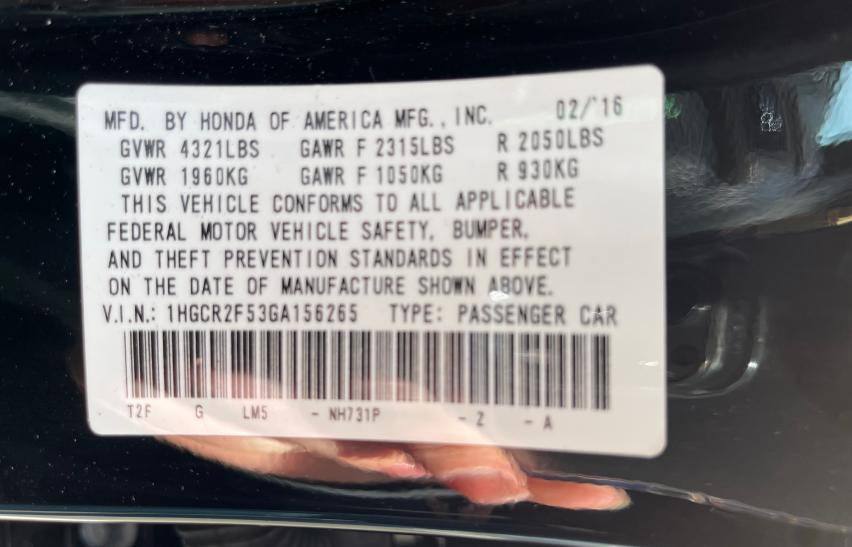 MFD. BY HONDA OF AMERICA MFG., INC. 02/'16
GVWR 4321LBS GAWR F 2315LBS R 2050LBS
GVWR 1960KG GAWR F 1050KG R 930KG
THIS VEHICLE CONFORMS TO ALL APPLICABLE
FEDERAL MOTOR VEHICLE SAFETY, BUMPER,
AND THEFT PREVENTION STANDARDS IN EFFECT
ON THE DATE OF MANUFACTURE SHOWN ABOVE.
V.I.N.: 1HGCR2F53GA156265 TYPE: PASSENGER CAR
T2F G LM5 - NH731P - Z - A